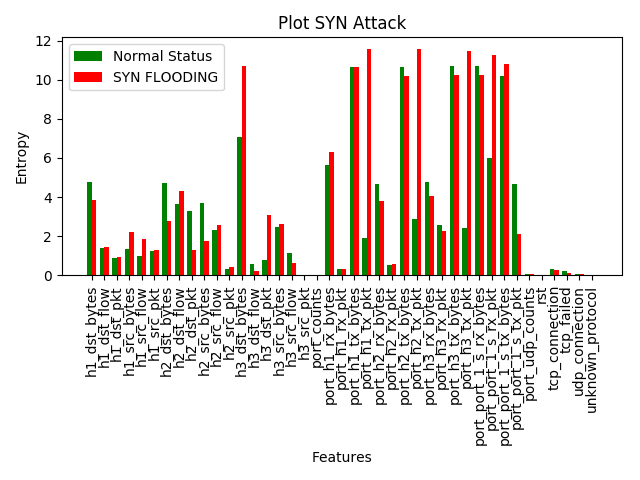 Plot SYN Attack
Normal Status
SYN FLOODING
Entropy
12
10
8
6
4
2
0
h1_dst_bytes
h1_dst_flow
h1_dst_pkt
h1_src_bytes
h1_src_flow
h1_src_pkt
h2_dst_bytes
h2_dst_flow
h2_dst_pkt
h2_src_bytes
h2_src_flow
h2_src_pkt
h3_dst_bytes
h3_dst_flow
h3_dst_pkt
h3_src_bytes
h3_src_flow
h3_src_pkt
port_counts
port_h1_rx_bytes
port_h1_rx_pkt
port_h1_tx_bytes
port_h1_tx_pkt
port_h2_rx_bytes
port_h2_rx_pkt
port_h2_tx_bytes
port_h2_tx_pkt
port_h3_rx_bytes
port_h3_rx_pkt
port_h3_tx_bytes
port_h3_tx_pkt
port_port_1_s_rx_bytes
port_port_1_s_rx_pkt
port_port_1_s_tx_bytes
port_port_1_s_tx_pkt
port_udp_counts
rst
tcp_connection
tcp_failed
udp_connection
unknown_protocol
Features